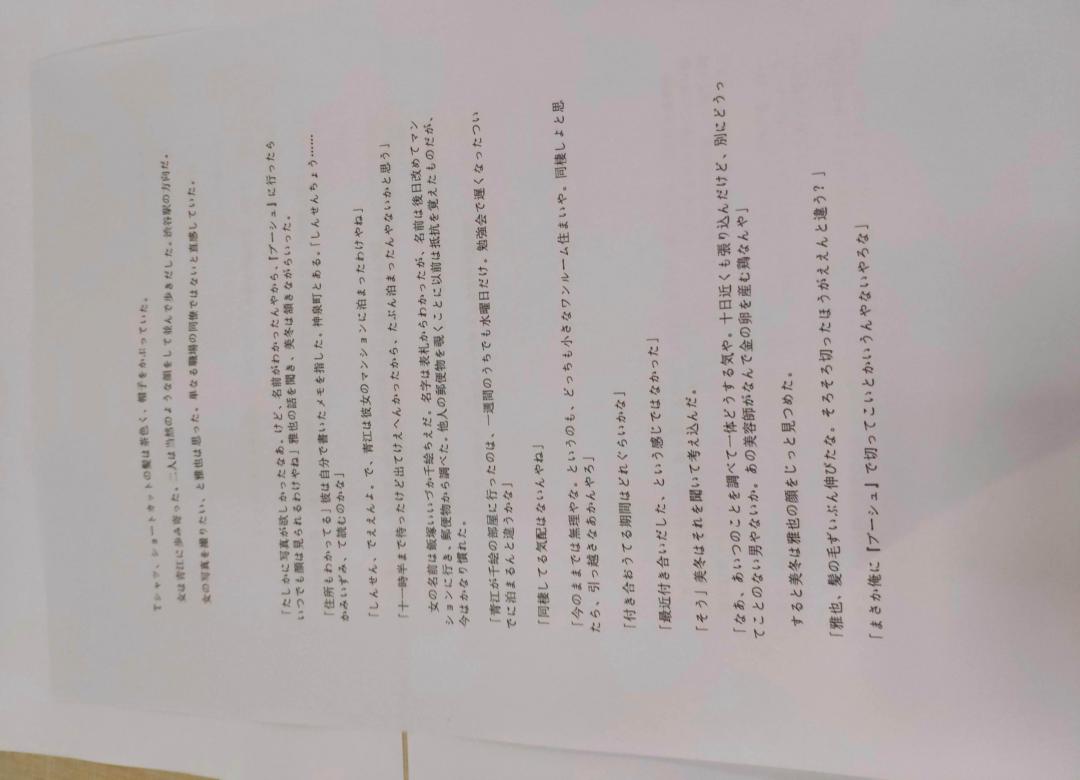 Tシャツ、ショートカットの髪は茶色く、帽子をかぶっていた。
女は青江に歩み寄った。二人は当然のような顔をして並んで歩きだした。渋谷駅の方向だ。
女の写真を撮りたい、と雅也は思った。単なる職場の同僚ではないと直感していた。
「たしかに写真が欲しかったなあ。けど、名前がわかったんやから、『ブーシュ』に行ったら
いつでも顔は見られるわけやね」雅也の話を聞き、美冬は頷きながらいった。
「住所もわかってる」彼は自分で書いたメモを指した。神泉町とある。「しんせんちょう……
かみいずみ、て読むのかな」
「しんせん、でええんよ。で、青江は彼女のマンションに泊まったわけやね」
「十一時半まで待ったけど出てけえへんかったから、たぶん泊まったんやないかと思う」
女の名前は飯塚いいづか千絵ちえだ。名字は表札からわかったが、名前は後日改めてマン
ションに行き、郵便物から調べた。他人の郵便物を覗くことに以前は抵抗を覚えたものだが、
今はかなり慣れた。
「青江が千絵の部屋に行ったのは、一週間のうちでも水曜日だけ。勉強会で遅くなったつい
でに泊まるんと違うかな」
「同棲してる気配はないんやね」
「今のままでは無理やな。というのも、どっちも小さなワンルーム住まいや。同棲しょと思
たら、引っ越さなあかんやろ」
「付き合おうてる期間はどれぐらいかな」
「最近付き合いだした、という感じではなかった」
「そう」美冬はそれを聞いて考え込んだ。
「なあ、あいつのことを調べて一体どうする気や。十日近くも張り込んだけど、別にどうっ
てことのない男やないか。あの美容師がなんで金の卵を産む鶏なんや」
すると美冬は雅也の顔をじっと見つめた。
「雅也、髪の毛ずいぶん伸びたな。そろそろ切ったほうがええんと違う？」
「まさか俺に『ブーシュ』で切ってこいとかいうんやないやろな」